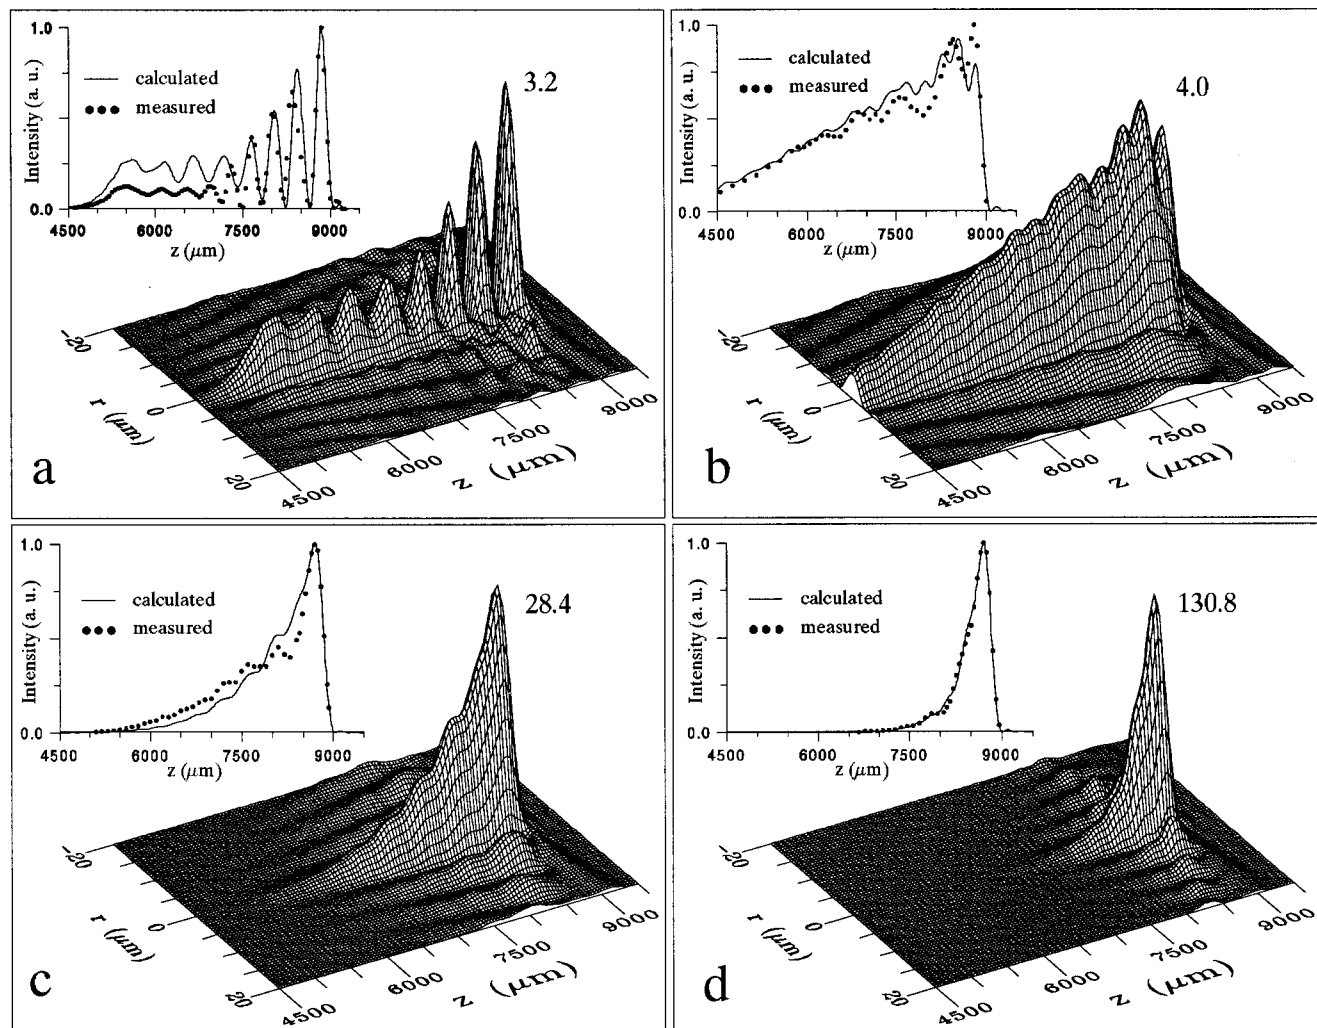 1.0
Intensity (a. u.)
calculated
measured
3.2
0.0
4500 6000 7500 9000
z (μm)
-20
r (μm)
0
20
4500
6000
7500
9000
z (μm)
a
1.0
Intensity (a. u.)
calculated
measured
4.0
0.0
4500 6000 7500 9000
z (μm)
-20
r (μm)
0
20
4500
6000
7500
9000
z (μm)
b
1.0
Intensity (a. u.)
calculated
measured
28.4
0.0
4500 6000 7500 9000
z (μm)
-20
r (μm)
0
20
4500
6000
7500
9000
z (μm)
c
1.0
Intensity (a. u.)
calculated
measured
130.8
0.0
4500 6000 7500 9000
z (μm)
-20
r (μm)
0
20
4500
6000
7500
9000
z (μm)
d